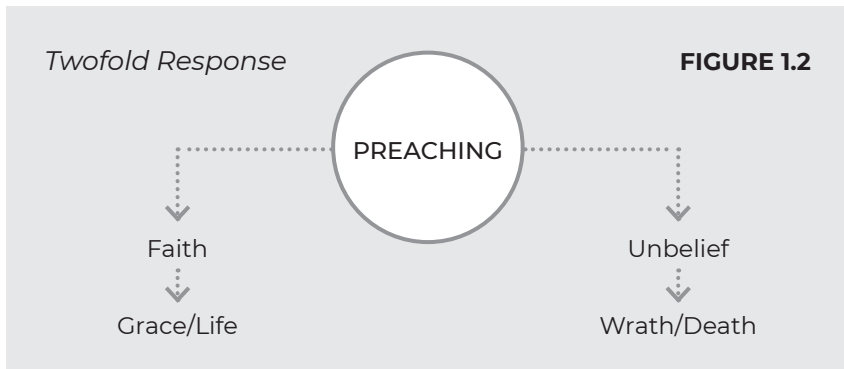 Twofold Response
FIGURE 1.2
PREACHING
Faith
Unbelief
Grace/Life
Wrath/Death